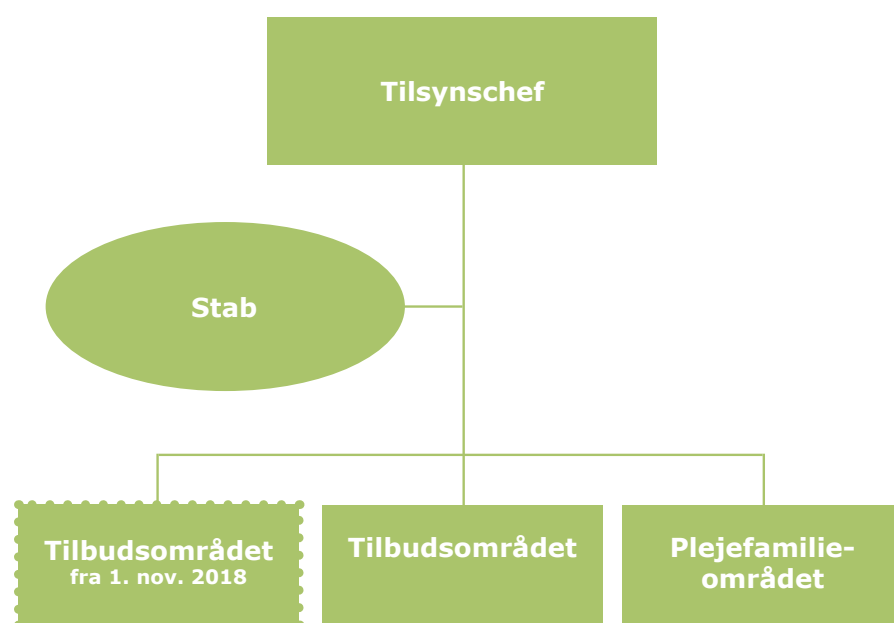 Tilsynschef
Stab
Tilbudsområdet
fra 1. nov. 2018
Tilbudsområdet
Plejefamilie-
området